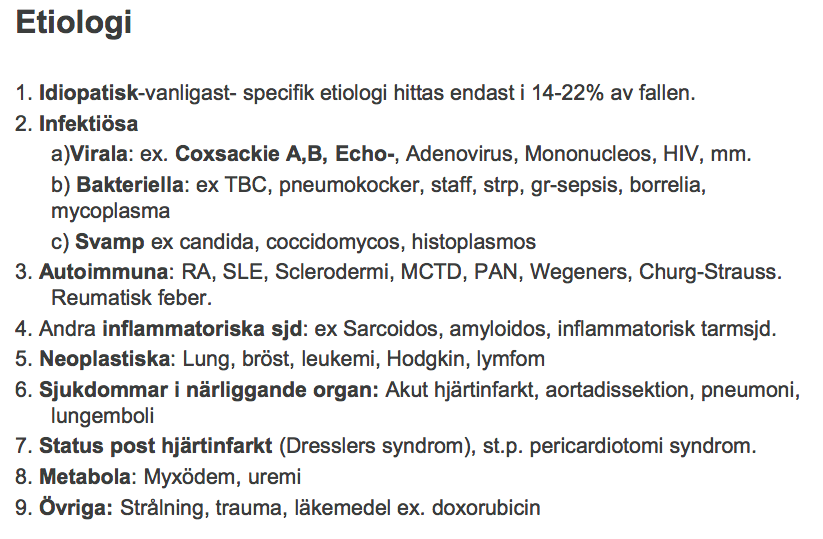 Etiologi
1. Idiopatisk-vanligast- specifik etiologi hittas endast i 14-22% av fallen.
2. Infektiösa
a)Virala: ex. Coxsackie A,B, Echo-, Adenovirus, Mononucleos, HIV, mm.
b) Bakteriella: ex TBC, pneumokocker, staff, strp, gr-sepsis, borrelia,
mycoplasma
c) Svamp ex candida, coccidomycos, histoplasmos
3. Autoimmuna: RA, SLE, Sclerodermi, MCTD, PAN, Wegeners, Churg-Strauss.
Reumatisk feber.
4. Andra inflammatoriska sjd: ex Sarcoidos, amyloidos, inflammatorisk tarmsjd.
5. Neoplastiska: Lung, bröst, leukemi, Hodgkin, lymfom
6. Sjukdommar i närliggande organ: Akut hjärtinfarkt, aortadissektion, pneumoni,
lungemboli
7. Status post hjärtinfarkt (Dresslers syndrom), st.p. pericardiotomi syndrom.
8. Metabola: Myxödem, uremi
9. Övriga: Strålning, trauma, läkemedel ex. doxorubicin